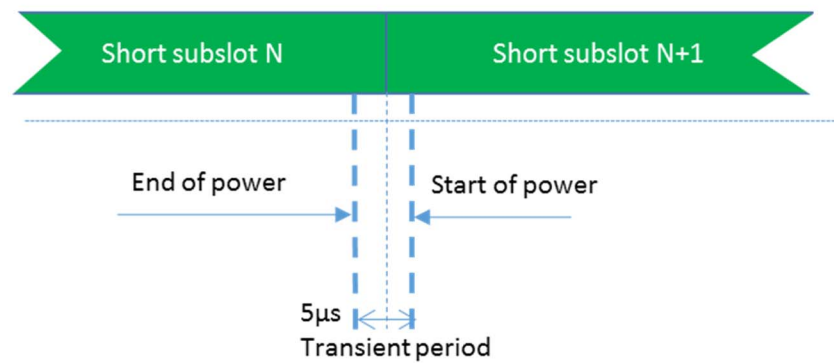 Short subslot N
Short subslot N+1
End of power
Start of power
5µs
Transient period